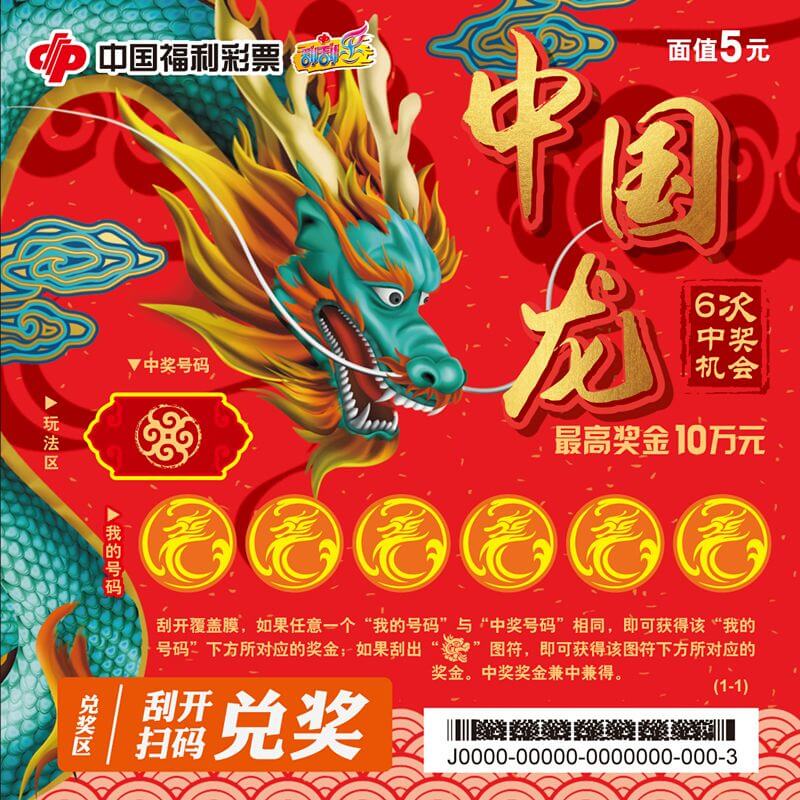 中国福利彩票
刮刮乐
面值5元
中国龙
6次
中奖
机会
最高奖金10万元
▼中奖号码
▶玩法区
▶我的号码
刮开覆盖膜，如果任意一个“我的号码”与“中奖号码”相同，即可获得该“我的
号码”下方所对应的奖金；如果刮出“ ”图符，即可获得该图符下方所对应的
奖金。中奖奖金兼中兼得。
(1-1)
兑奖区
刮开
扫码
兑奖
J0000-00000-0000000-000-3